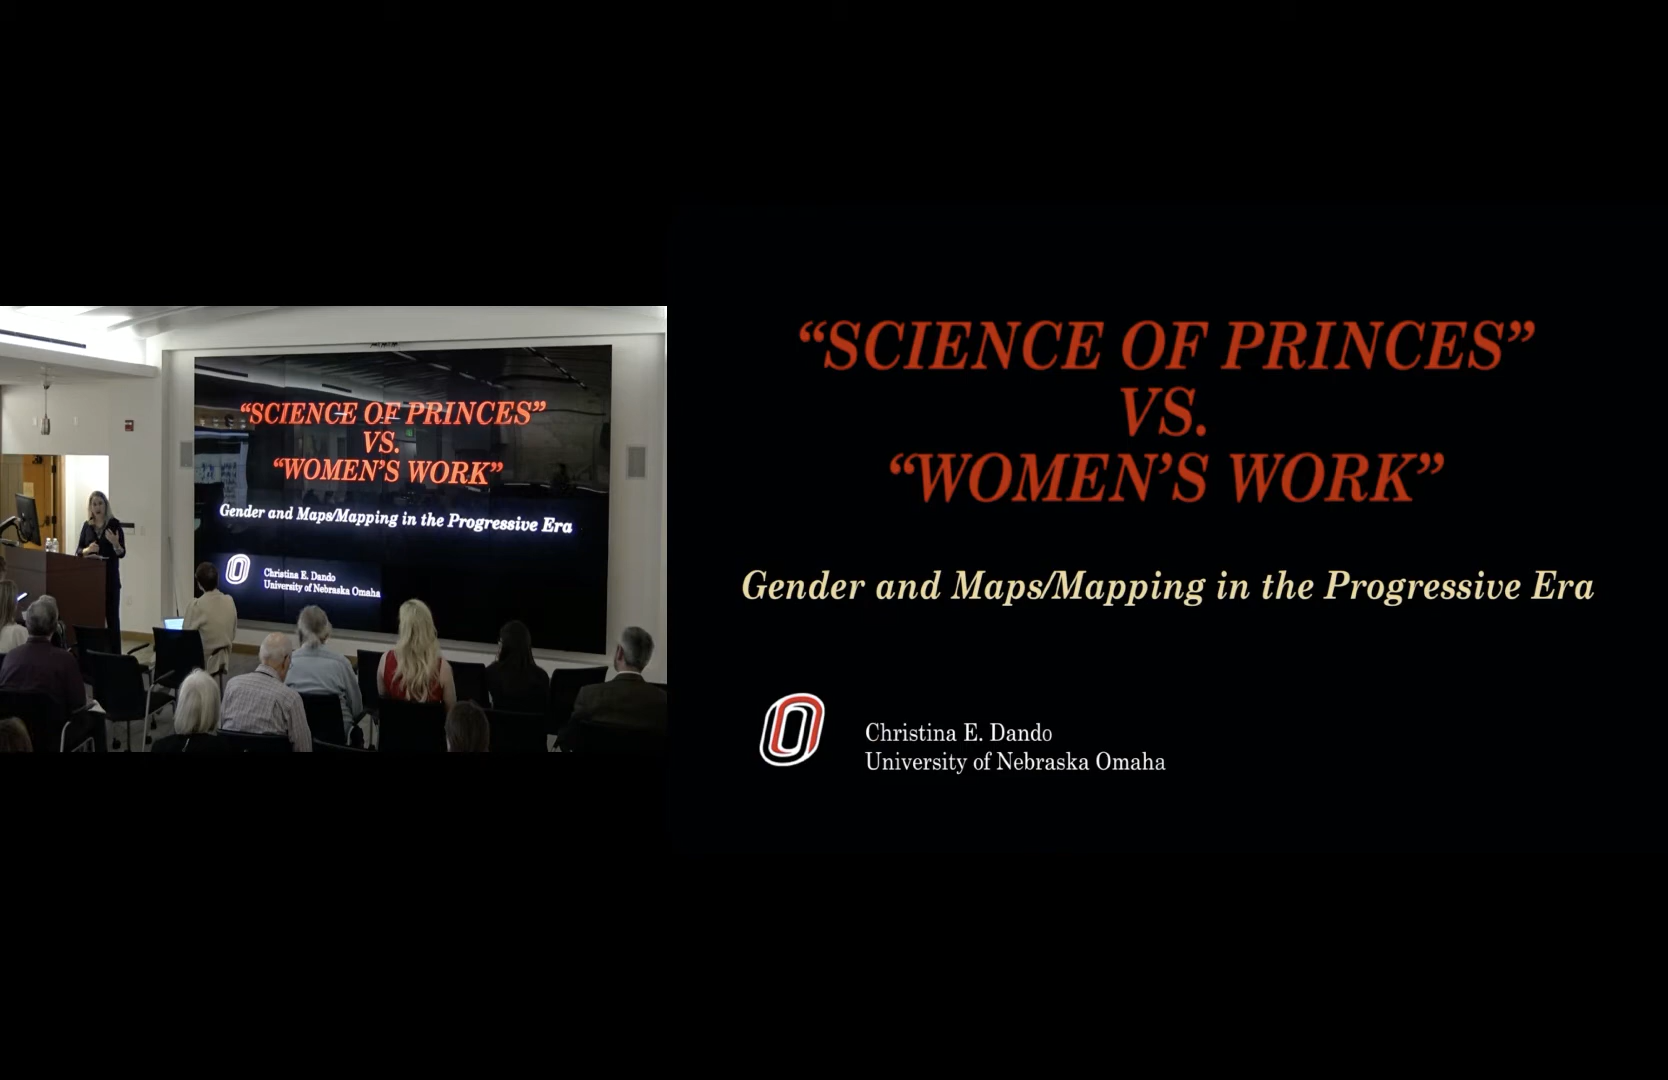 “SCIENCE OF PRINCES”
VS.
“WOMEN’S WORK”
Gender and Maps/Mapping in the Progressive Era
Christina E. Dando
University of Nebraska Omaha
“SCIENCE OF PRINCES”
VS.
“WOMEN’S WORK”
Gender and Maps/Mapping in the Progressive Era
O
Christina E. Dando
University of Nebraska Omaha